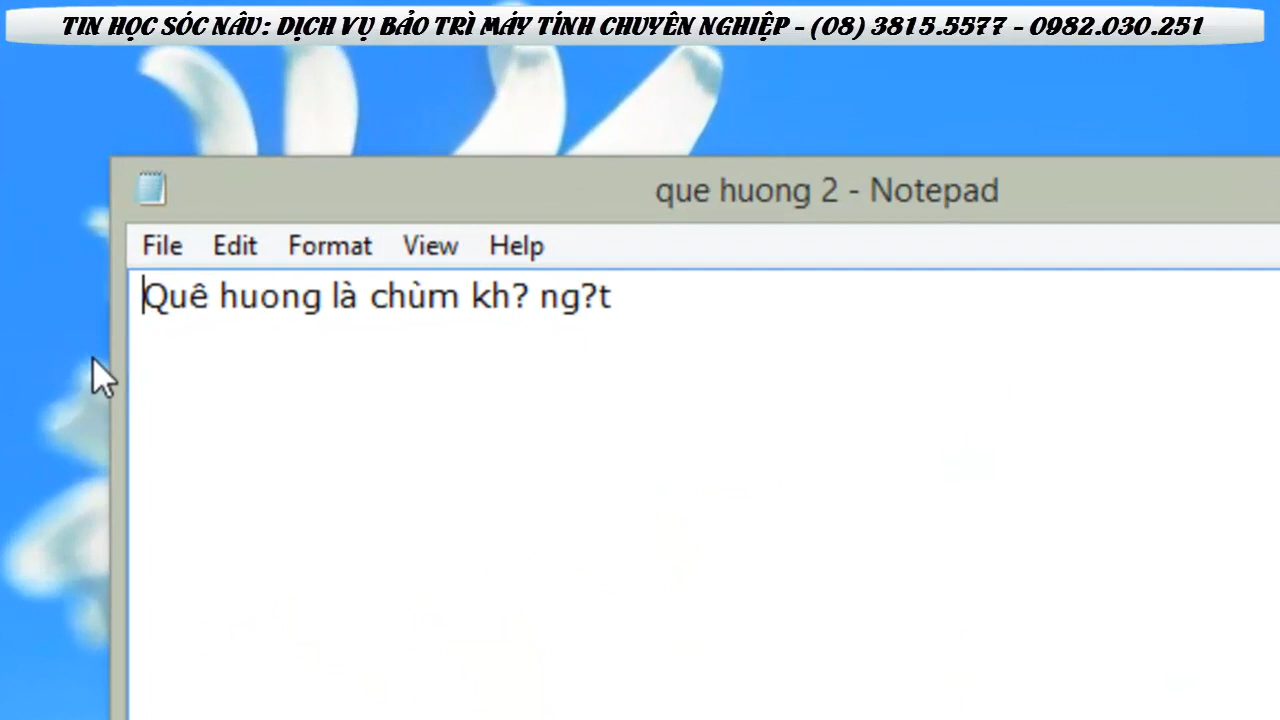 TIN HỌC SÓC NÂU: DỊCH VỤ BẢO TRÌ MÁY TÍNH CHUYÊN NGHIỆP - (08) 3815.5577 - 0982.030.251
que huong 2 - Notepad
File Edit Format View Help
Quê huong là chùm kh? ng?t